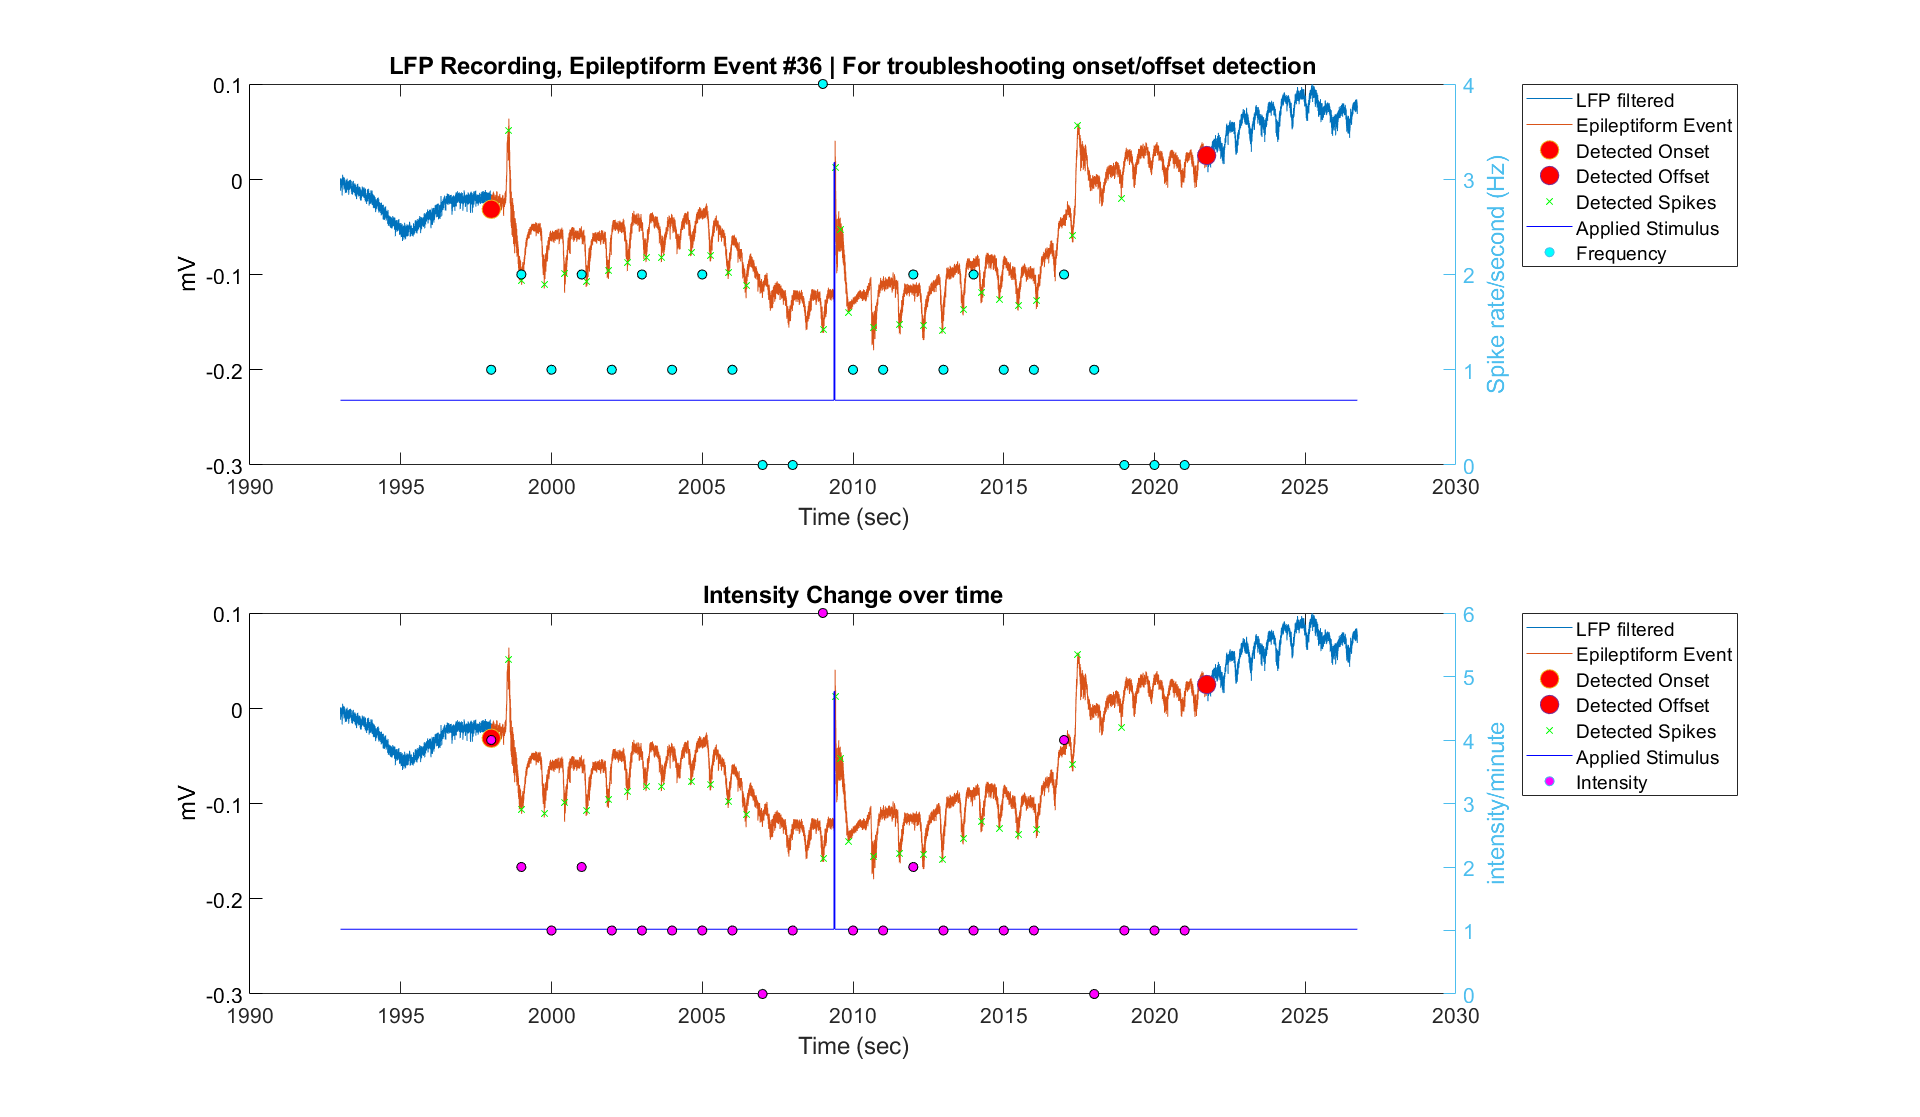 LFP Recording, Epileptiform Event #36 | For troubleshooting onset/offset detection
0.1
0
-0.1
-0.2
-0.3
mV
1990
1995
2000
2005
2010
2015
2020
2025
2030
Time (sec)
4
3
2
1
0
Spike rate/second (Hz)
LFP filtered
Epileptiform Event
Detected Onset
Detected Offset
Detected Spikes
Applied Stimulus
Frequency
Intensity Change over time
0.1
0
-0.1
-0.2
-0.3
mV
1990
1995
2000
2005
2010
2015
2020
2025
2030
Time (sec)
6
5
4
3
2
1
0
intensity/minute
LFP filtered
Epileptiform Event
Detected Onset
Detected Offset
Detected Spikes
Applied Stimulus
Intensity